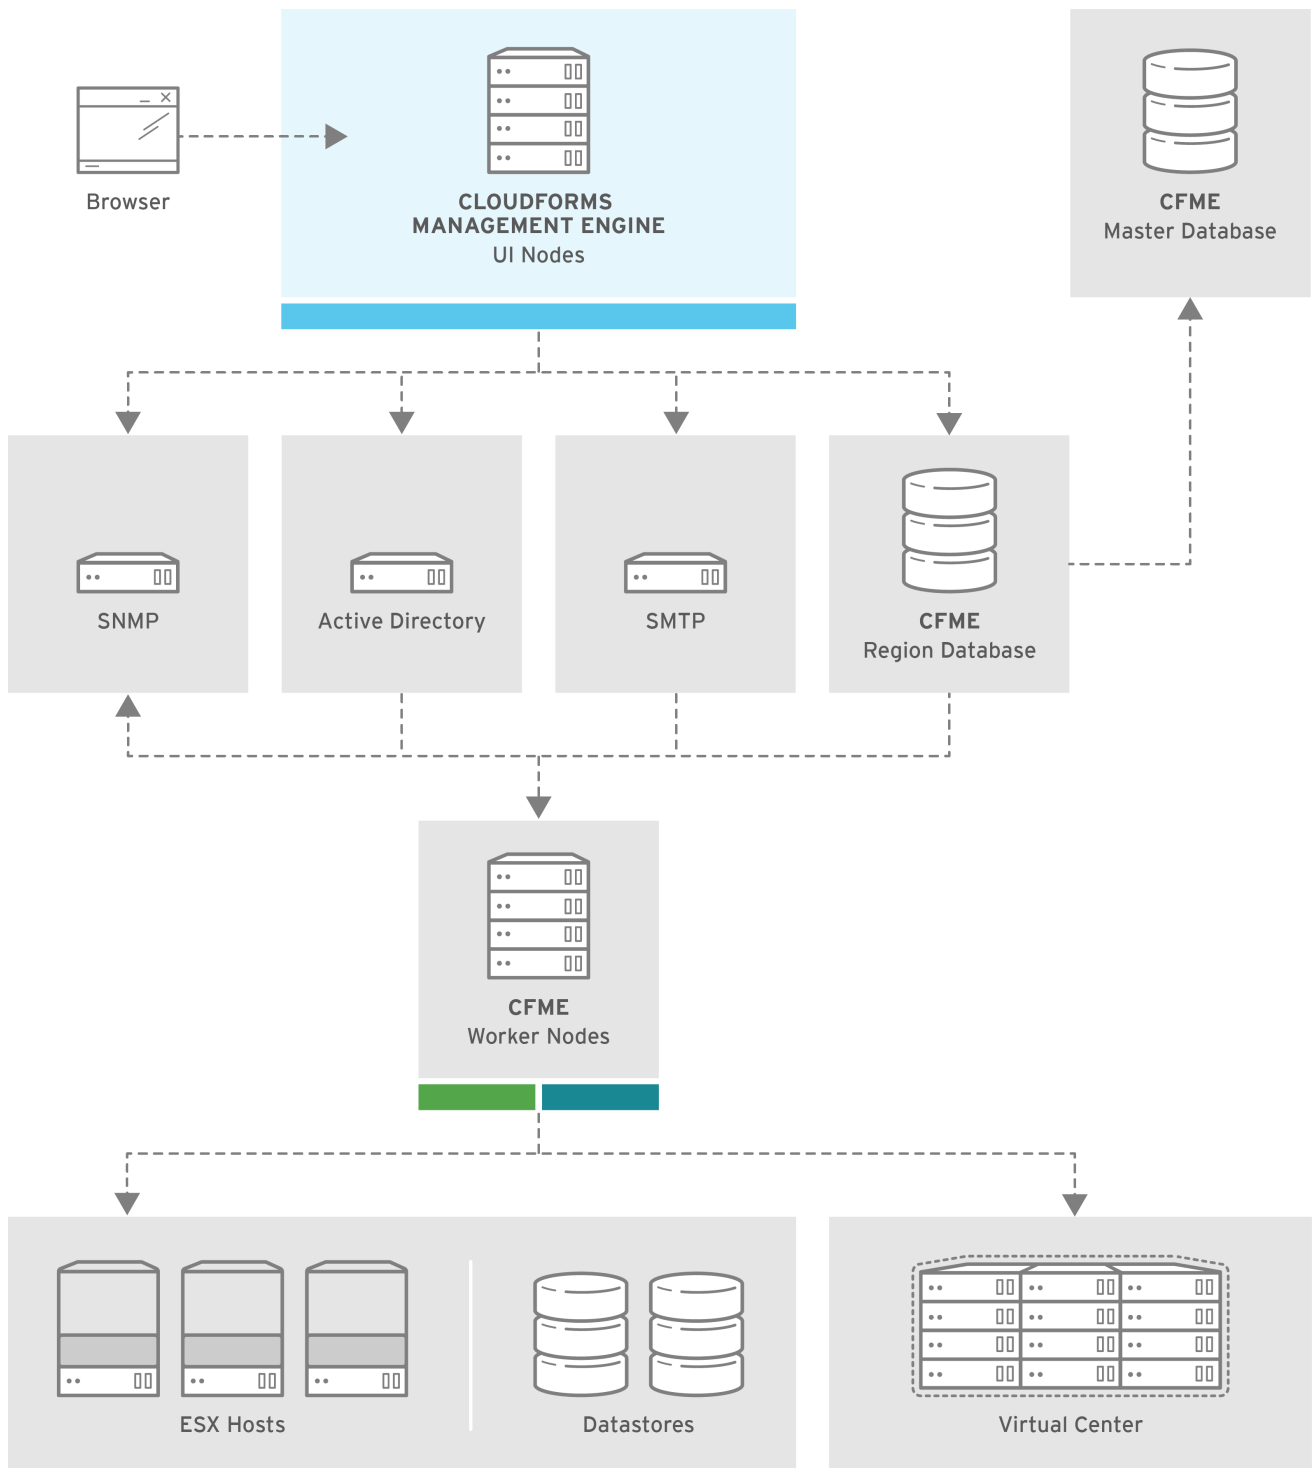 Browser
CLOUDFORMS
MANAGEMENT ENGINE
UI Nodes
CFME
Master Database
SNMP
Active Directory
SMTP
CFME
Region Database
CFME
Worker Nodes
ESX Hosts
Datastores
Virtual Center